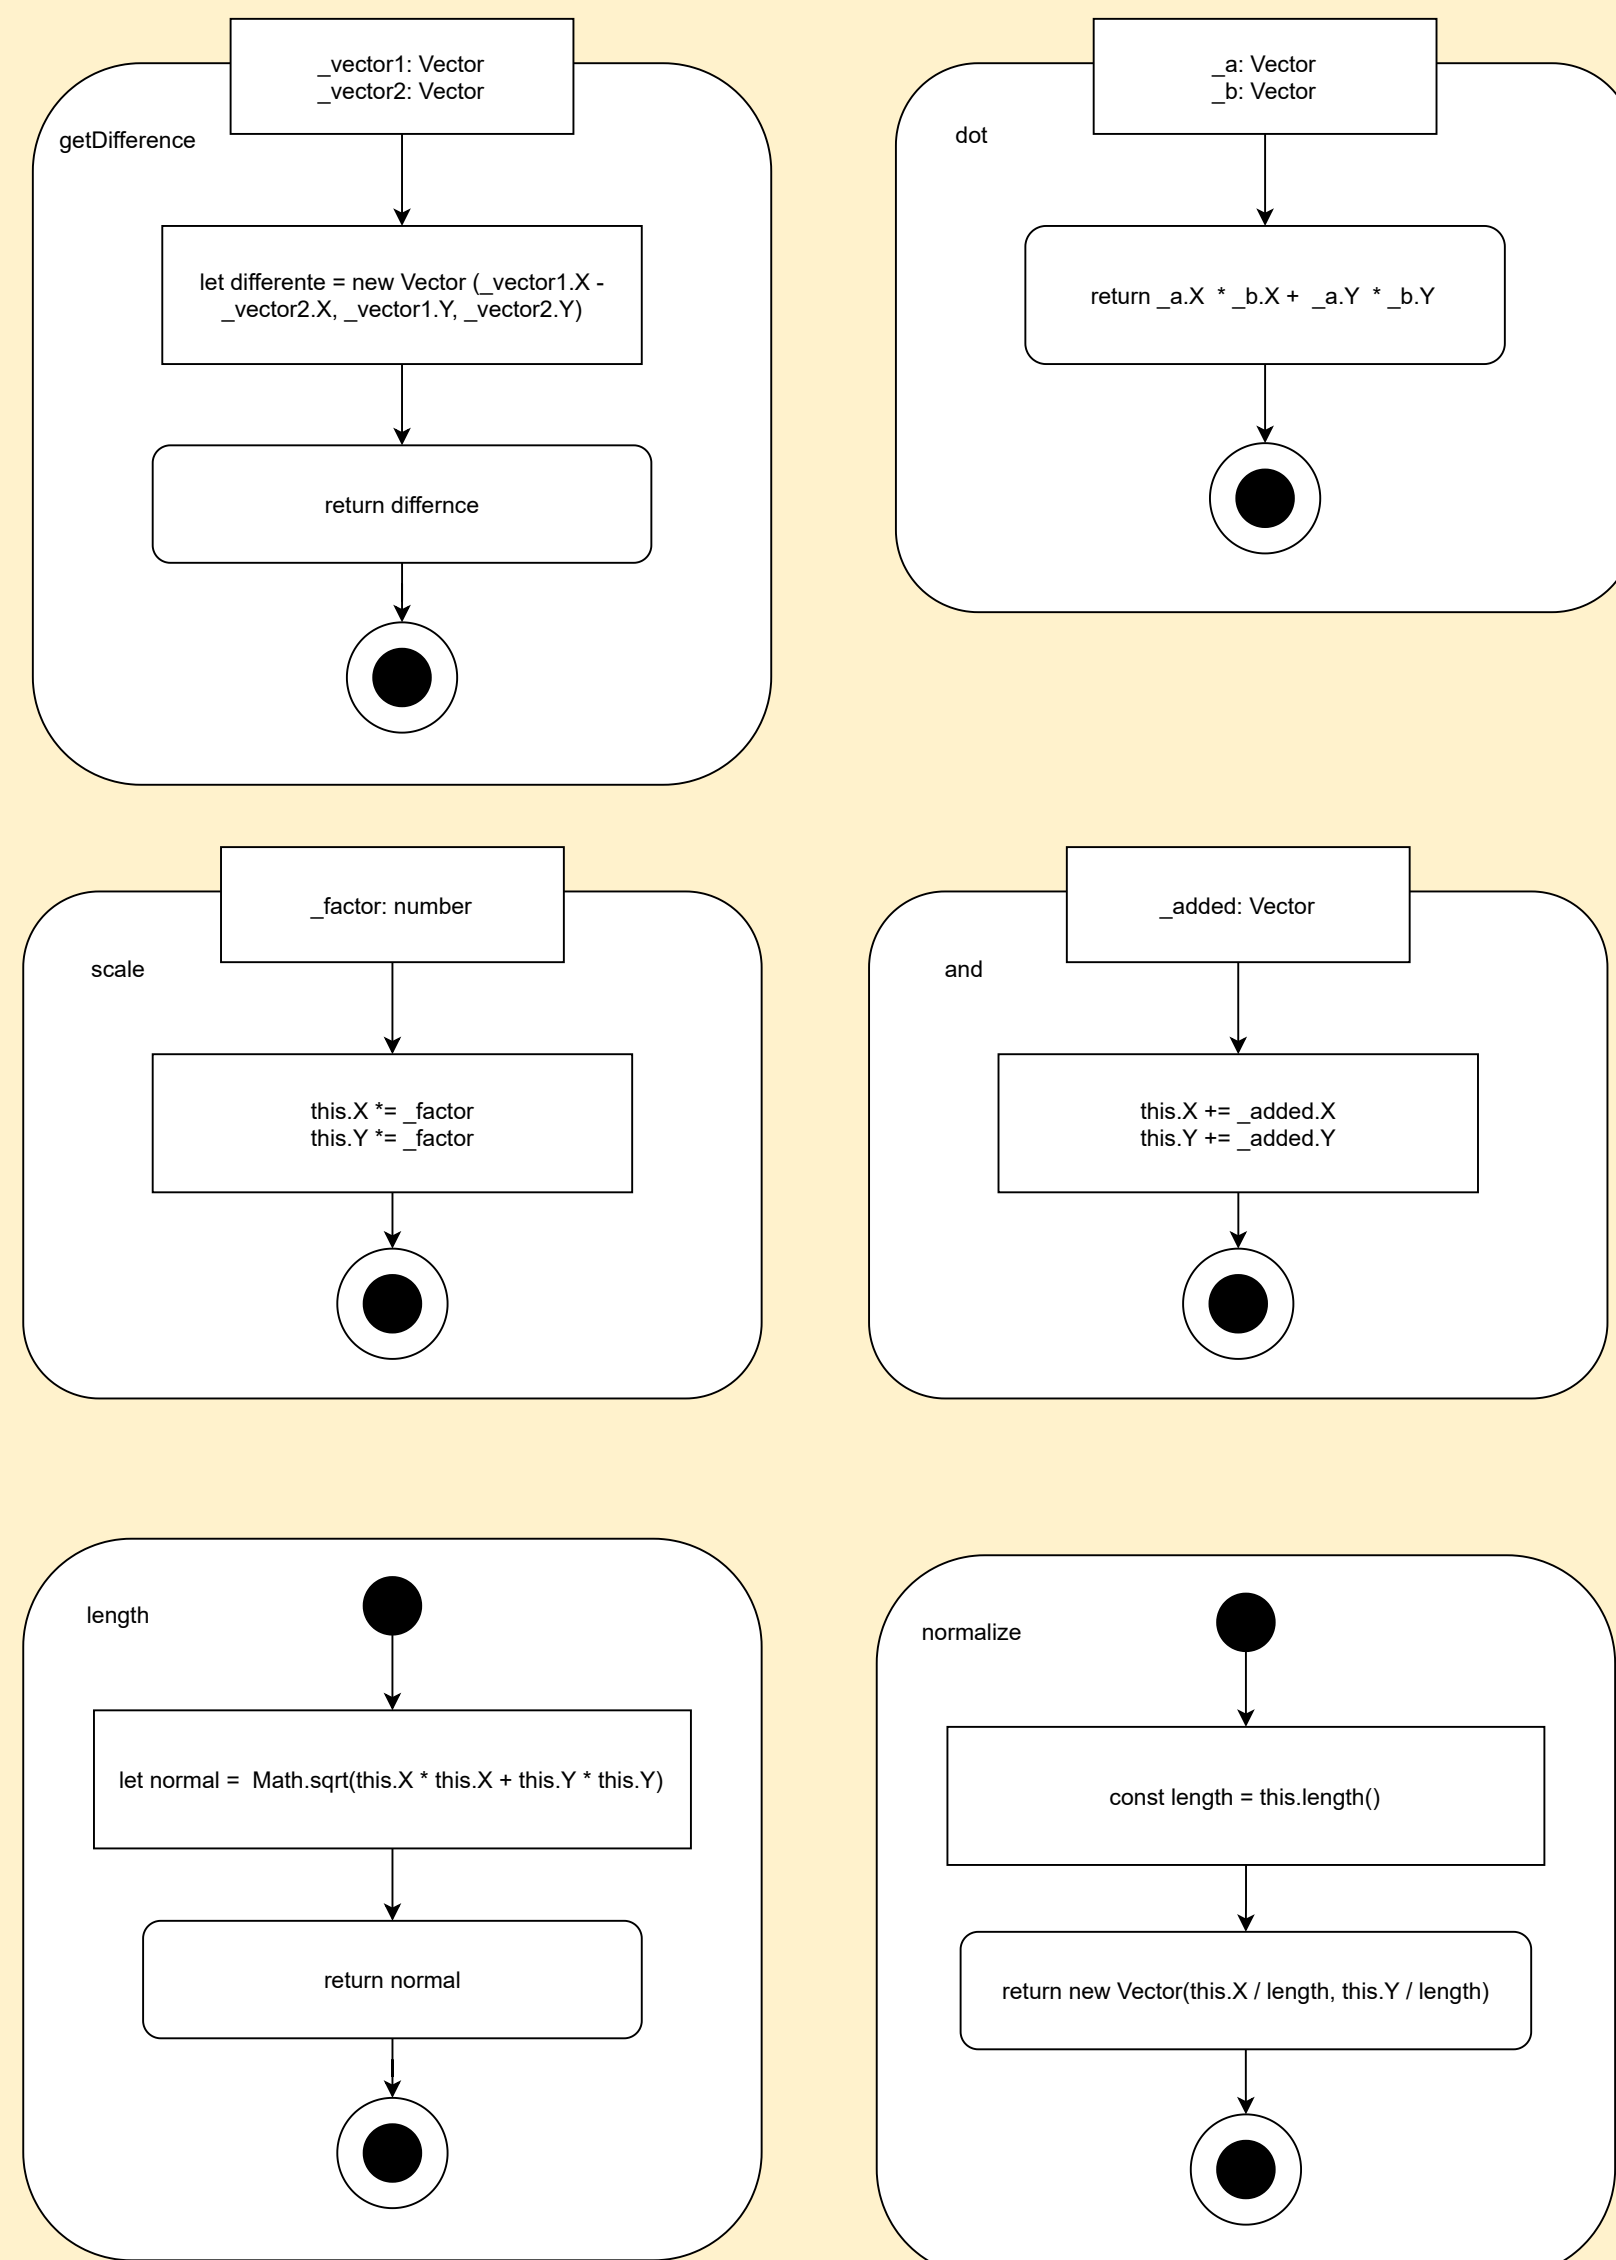 _vector1: Vector
_vector2: Vector
getDifference
let differente = new Vector (_vector1.X -
_vector2.X, _vector1.Y, _vector2.Y)
return differnce
_a: Vector
_b: Vector
dot
return _a.X  * _b.X +  _a.Y  * _b.Y
_factor: number
scale
this.X *= _factor
this.Y *= _factor
_added: Vector
and
this.X += _added.X
this.Y += _added.Y
length
let normal =  Math.sqrt(this.X * this.X + this.Y * this.Y)
return normal
normalize
const length = this.length()
return new Vector(this.X / length, this.Y / length)